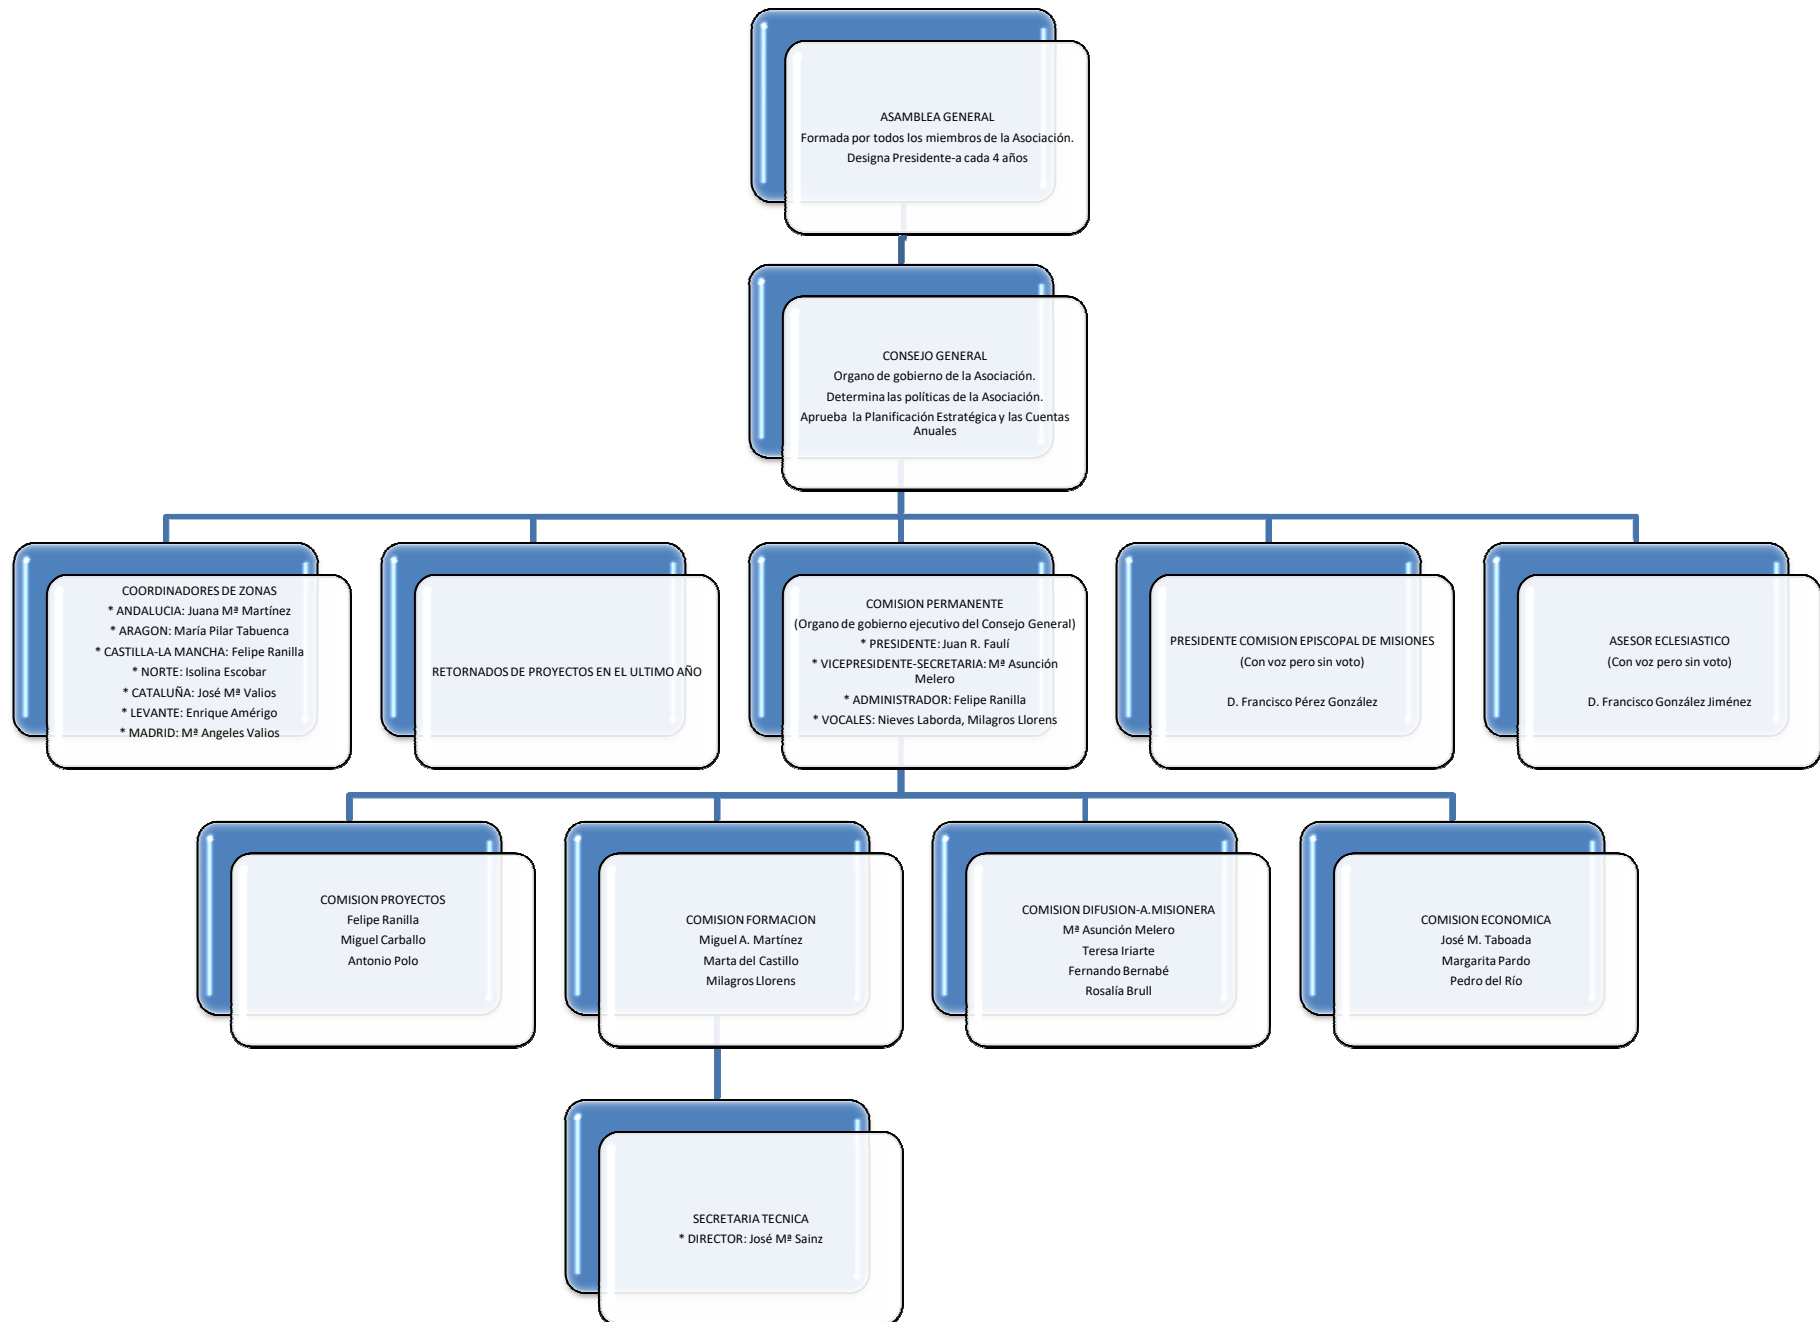 ASAMBLEA GENERAL
Formada por todos los miembros de la Asociación.
Designa Presidente-a cada 4 años
CONSEJO GENERAL
Organo de gobierno de la Asociación.
Determina las políticas de la Asociación.
Aprueba la Planificación Estratégica y las Cuentas
Anuales
COORDINADORES DE ZONAS
* ANDALUCIA: Juana Mª Martínez
* ARAGON: María Pilar Tabuenca
* CASTILLA-LA MANCHA: Felipe Ranilla
* NORTE: Isolina Escobar
* CATALUÑA: José Mª Valios
* LEVANTE: Enrique Amérigo
* MADRID: Mª Angeles Valios
RETORNADOS DE PROYECTOS EN EL ULTIMO AÑO
COMISION PERMANENTE
(Organo de gobierno ejecutivo del Consejo General)
* PRESIDENTE: Juan R. Faulí
* VICEPRESIDENTE-SECRETARIA: Mª Asunción
Melero
* ADMINISTRADOR: Felipe Ranilla
* VOCALES: Nieves Laborda, Milagros Llorens
PRESIDENTE COMISION EPISCOPAL DE MISIONES
(Con voz pero sin voto)
D. Francisco Pérez González
ASESOR ECLESIASTICO
(Con voz pero sin voto)
D. Francisco González Jiménez
COMISION PROYECTOS
Felipe Ranilla
Miguel Carballo
Antonio Polo
COMISION FORMACION
Miguel A. Martínez
Marta del Castillo
Milagros Llorens
COMISION DIFUSION-A.MISIONERA
Mª Asunción Melero
Teresa Iriarte
Fernando Bernabé
Rosalía Brull
COMISION ECONOMICA
José M. Taboada
Margarita Pardo
Pedro del Río
SECRETARIA TECNICA
* DIRECTOR: José Mª Sainz